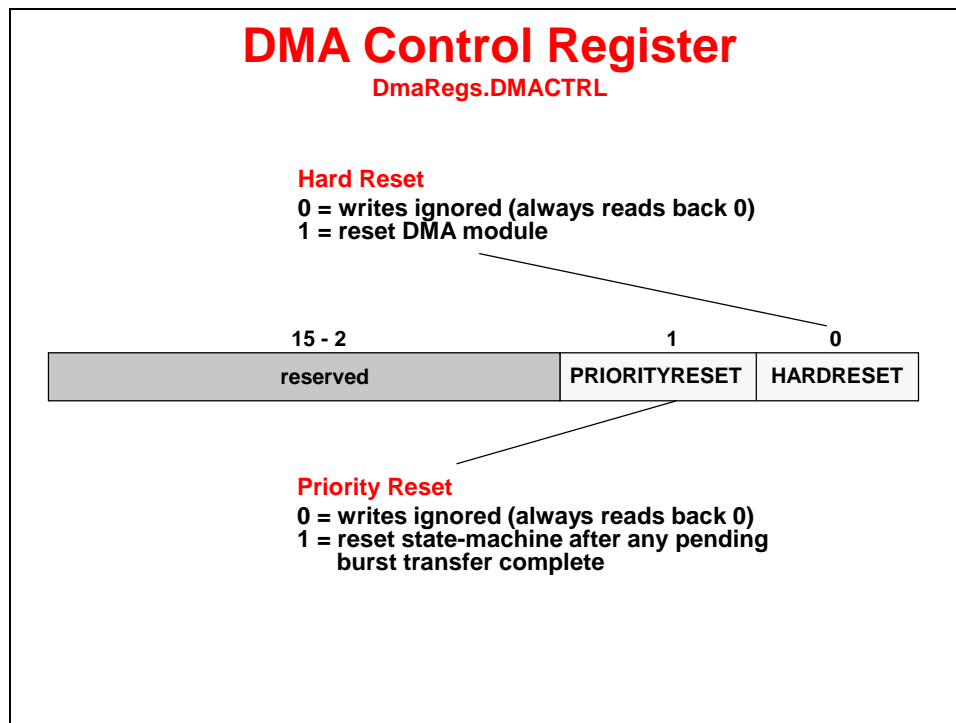 DMA Control Register
DmaRegs.DMACTRL
Hard Reset
0 = writes ignored (always reads back 0)
1 = reset DMA module
15 - 2 1 0
reserved PRIORITYRESET HARDRESET
Priority Reset
0 = writes ignored (always reads back 0)
1 = reset state-machine after any pending
burst transfer complete